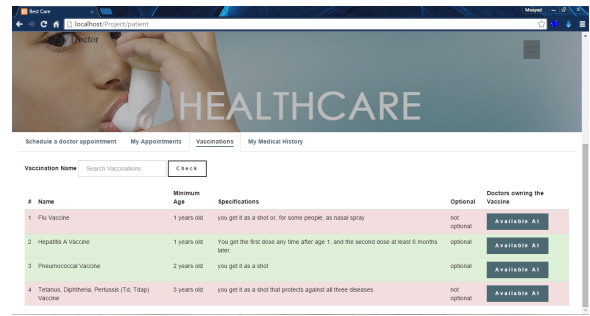 Best Care
Moayad
localhost/Project/patient
Doctor
HEALTHCARE
Schedule a doctor appointment My Appointments Vaccinations My Medical History
Vaccination Name Search Vaccinations Check
# Name Minimum Age Specifications Optional Doctors owning the Vaccine
1 Flu Vaccine 1 years old you get it as a shot or, for some people, as nasal spray not optional Available At
2 Hepatitis A Vaccine 1 years old You get the first dose any time after age 1, and the second dose at least 6 months later. optional Available At
3 Pneumococcal Vaccine 2 years old you get it as a shot optional Available At
4 Tetanus, Diphtheria, Pertussis (Td, Tdap) Vaccine 3 years old you get it as a shot that protects against all three diseases not optional Available At